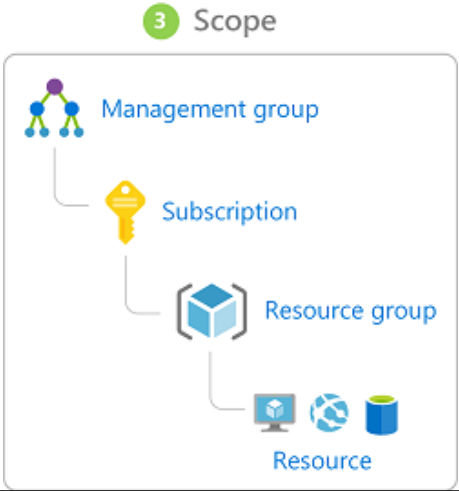 3 Scope
Management group
Subscription
Resource group
Resource